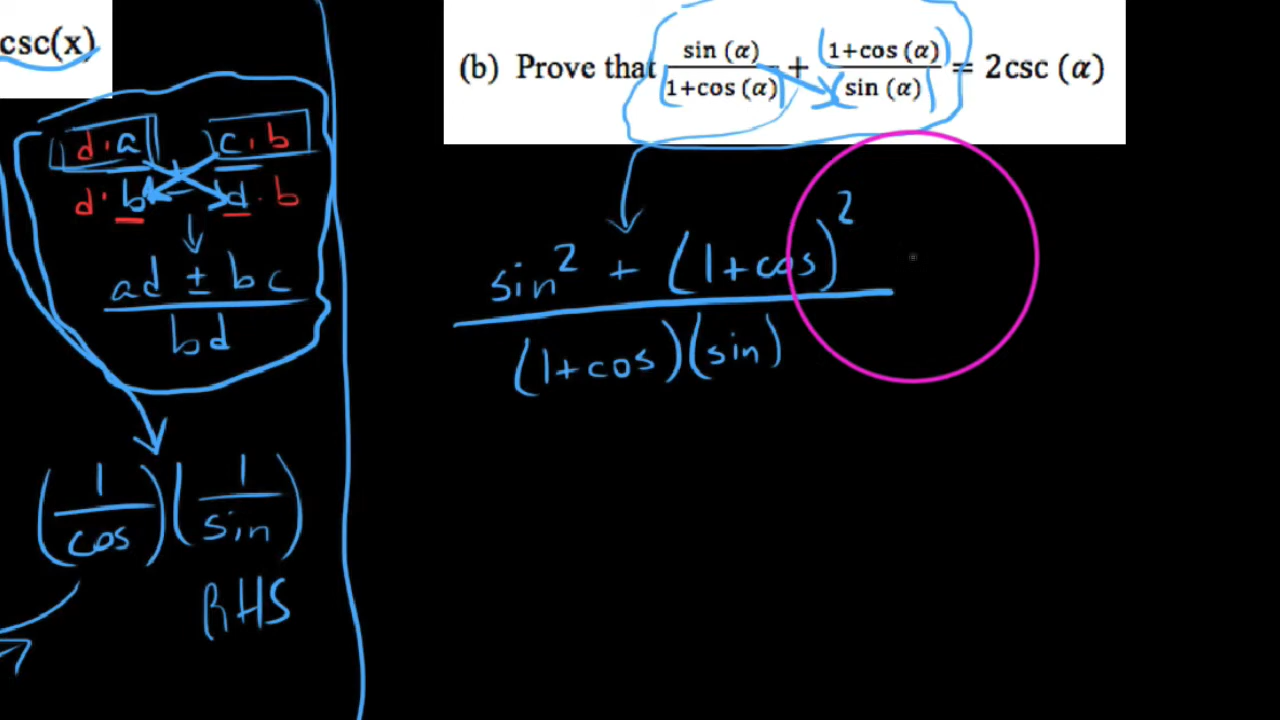 csc(x)
d·a c·b
d·b d·b
ad ± bc
bd
(1/cos)(1/sin)
RHS
(b) Prove that sin (α)/1+cos (α) + (1+cos (α))/sin (α) = 2csc (α)
sin² + (1+cos)²
(1+cos)(sin)